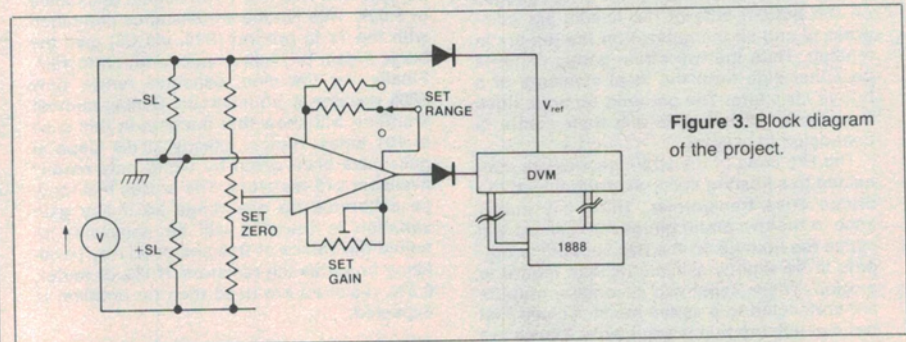 -SL
+SL
V
SET
ZERO
SET
GAIN
SET
RANGE
Vref
DVM
1888
Figure 3. Block diagram
of the project.